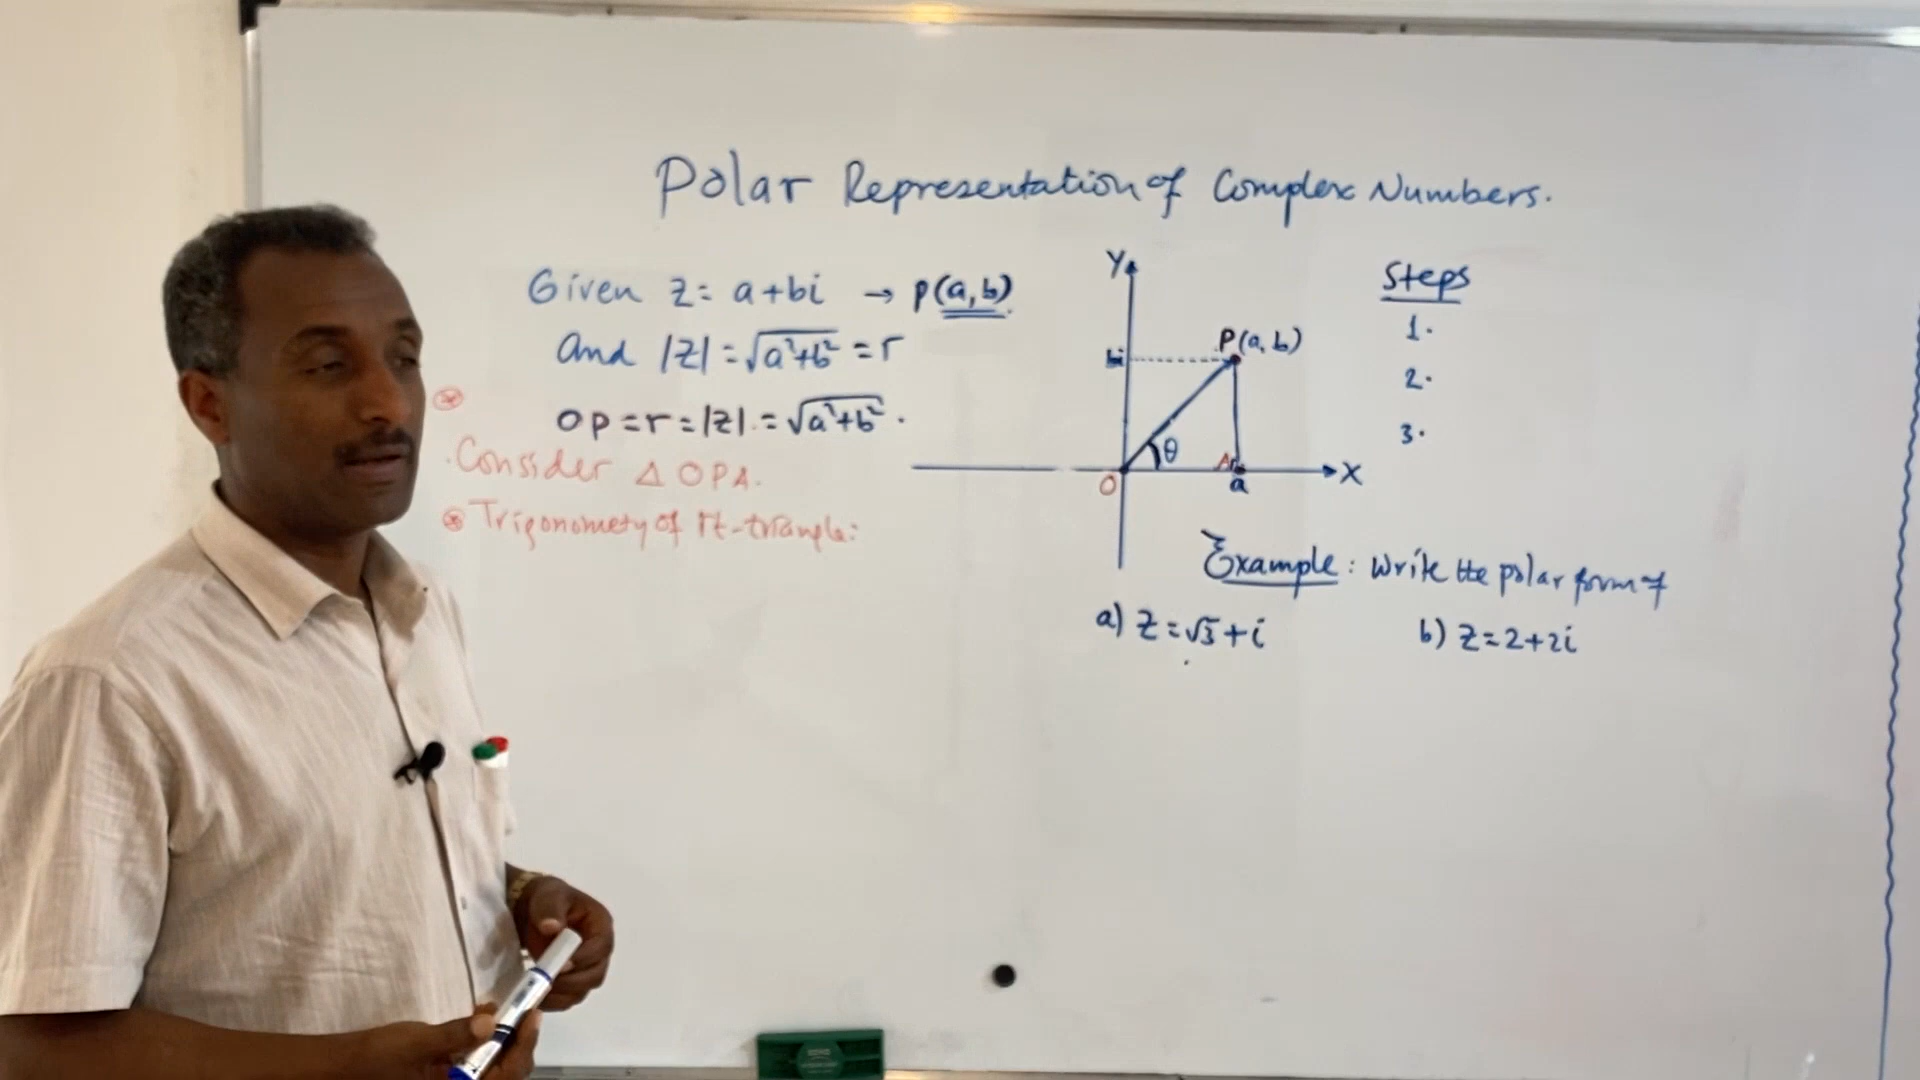 Polar Representation of Complex Numbers.
Given z = a+bi → P(a,b)
And |z| = √a²+b² = r
OP = r = |z| = √a²+b².
Consider △ OPA.
Trigonomety of rt-triangle:
Y
P(a,b)
bi
θ
A
X
O
a
Steps
1.
2.
3.
Example: Write the polar form of
a) z = √3 + i
b) z = 2+2i